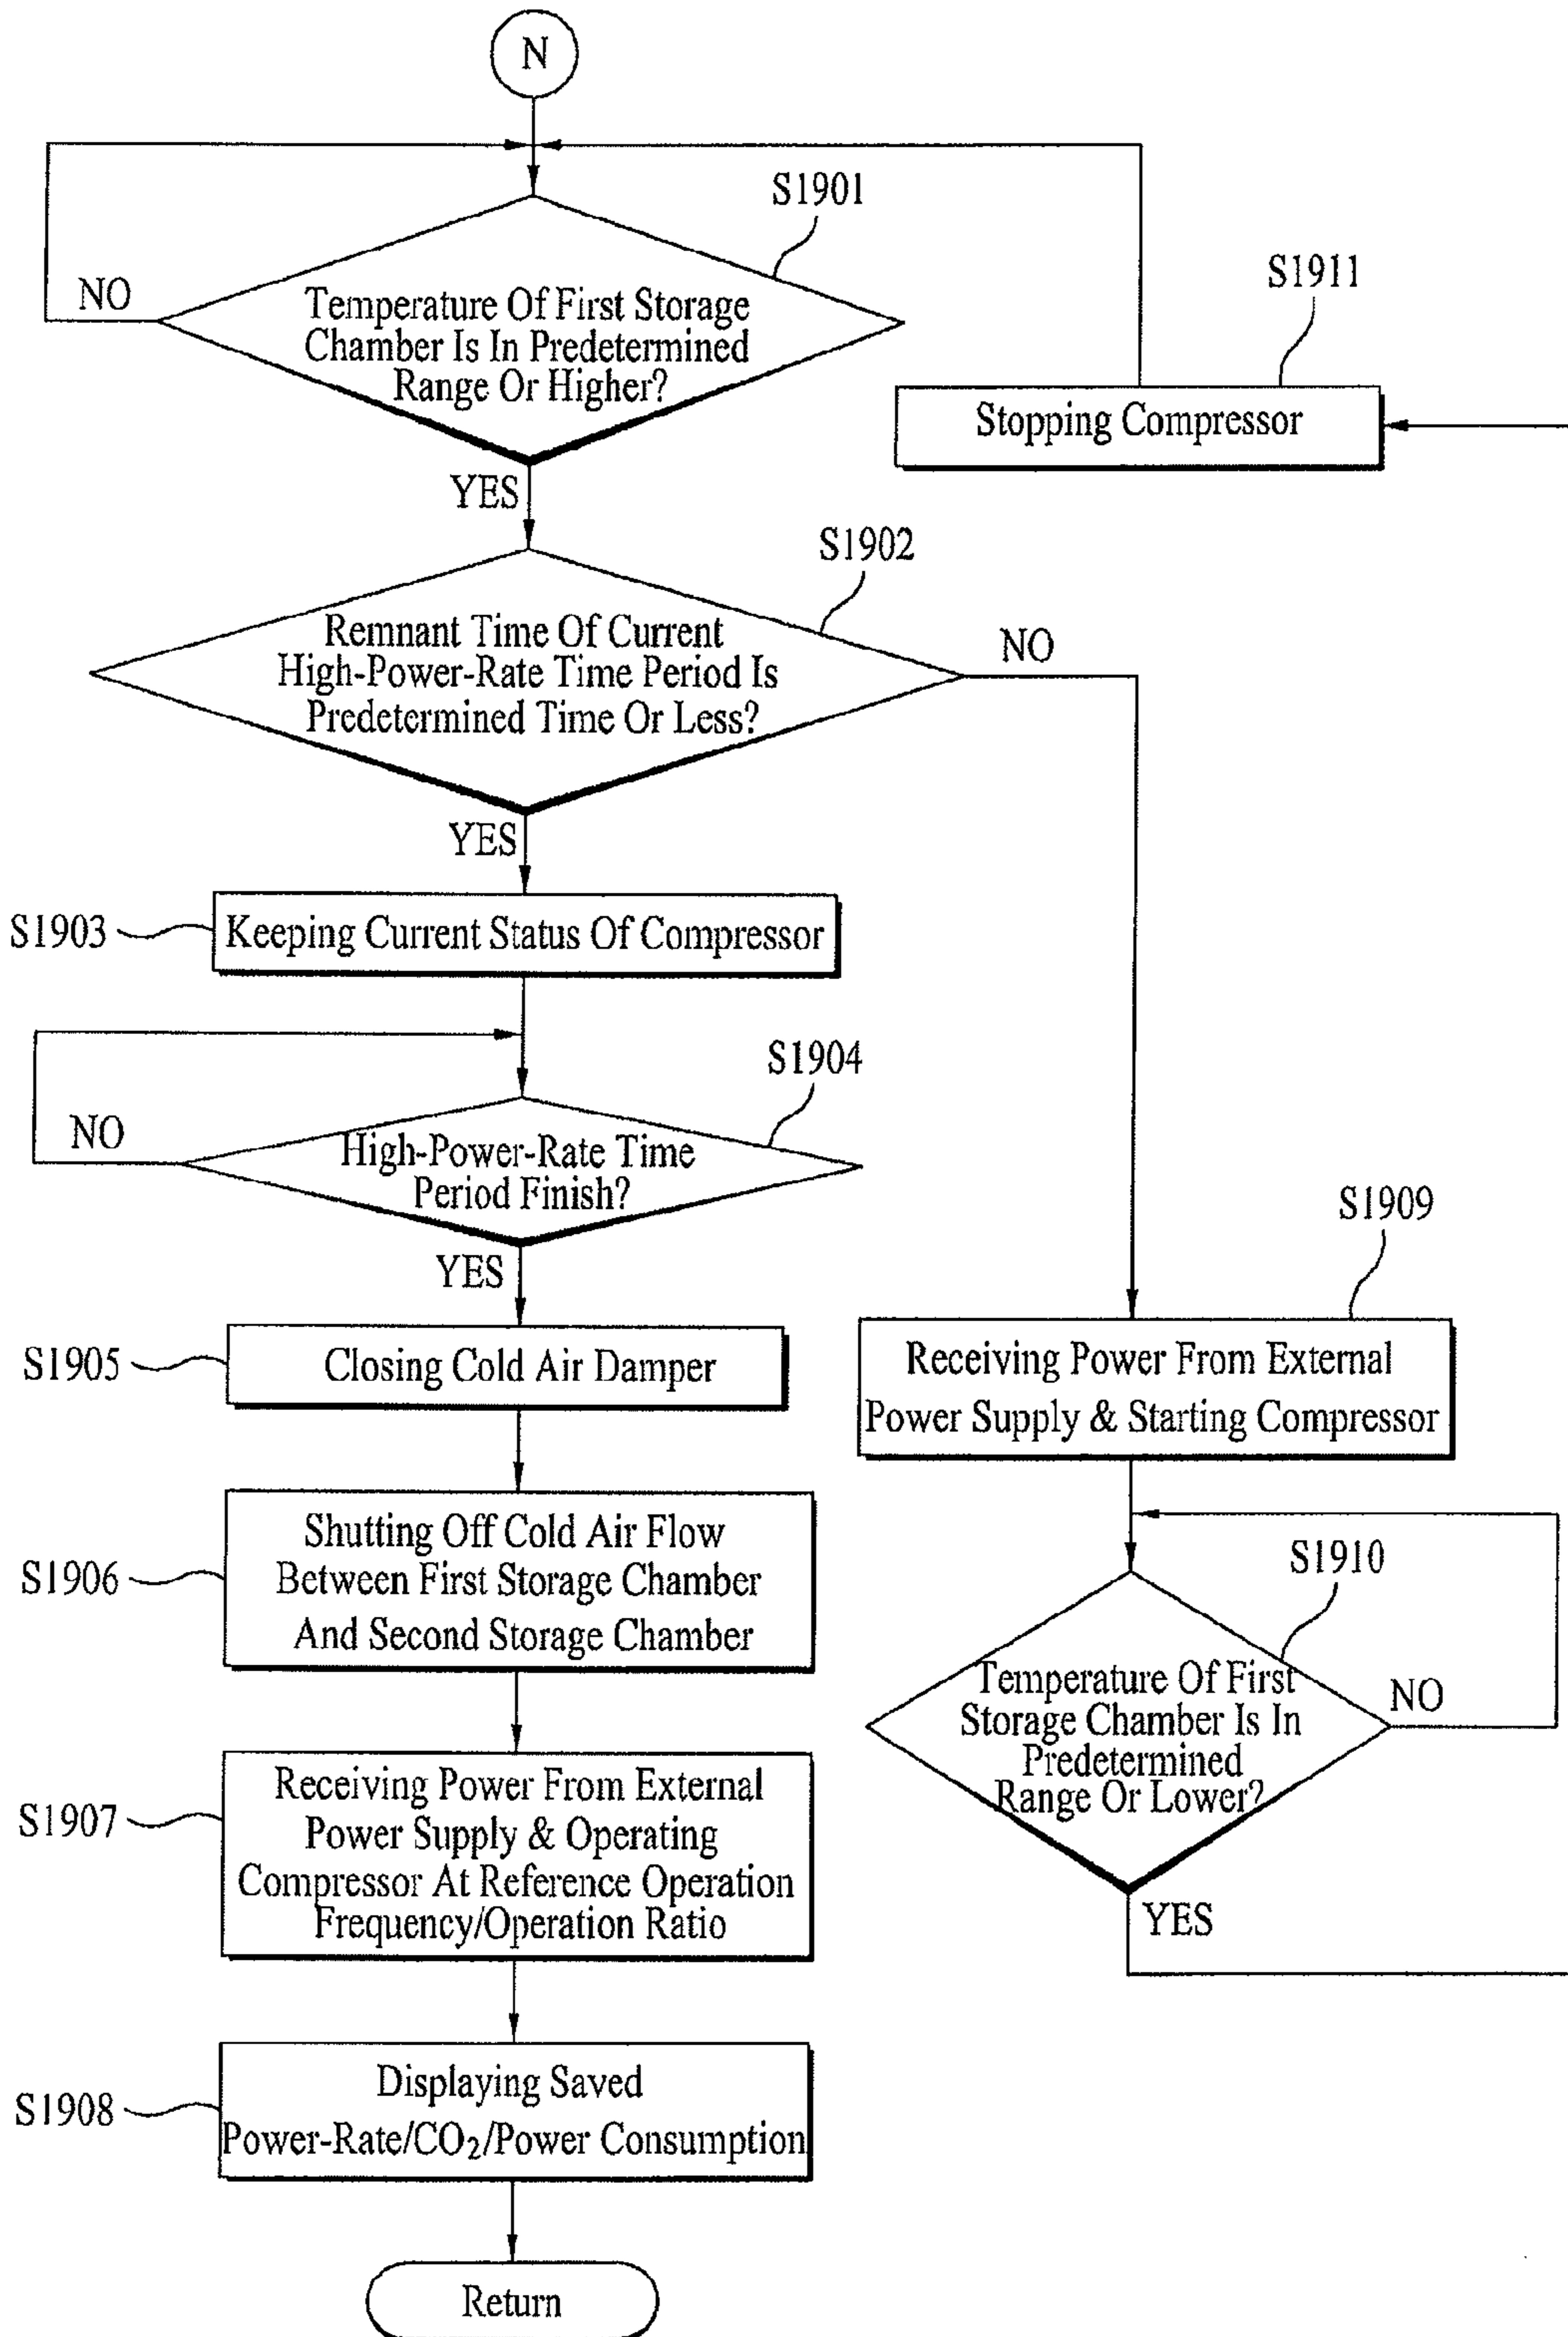 N
S1901
NO
Temperature Of First Storage
Chamber Is In Predetermined
Range Or Higher?
YES
S1911
Stopping Compressor
S1902
Remnant Time Of Current
High-Power-Rate Time Period Is
Predetermined Time Or Less?
NO
YES
S1903
Keeping Current Status Of Compressor
S1904
NO
High-Power-Rate Time
Period Finish?
YES
S1905
Closing Cold Air Damper
S1906
Shutting Off Cold Air Flow
Between First Storage Chamber
And Second Storage Chamber
S1907
Receiving Power From External
Power Supply & Operating
Compressor At Reference Operation
Frequency/Operation Ratio
S1908
Displaying Saved
Power-Rate/CO₂/Power Consumption
Return
S1909
Receiving Power From External
Power Supply & Starting Compressor
S1910
Temperature Of First
Storage Chamber Is In
Predetermined
Range Or Lower?
NO
YES